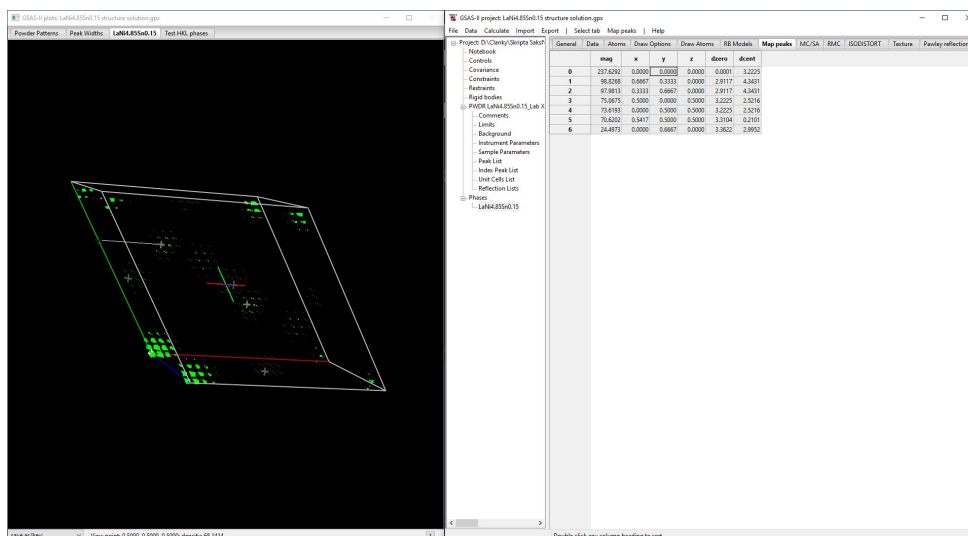 GSAS-II plots: LaNi4.85Sn0.15 structure solution.gpx
Powder Patterns Peak Widths LaNi4.85Sn0.15 Test HKL phases
GSAS-II project: LaNi4.85Sn0.15 structure solution.gpx
File Data Calculate Import Export | Select tab Map peaks | Help
Project: D:\Clanky\Skripta SaksI
Notebook
Controls
Covariance
Constraints
Restraints
Rigid bodies
PWDR LaNi4.85Sn0.15_Lab X
Comments
Limits
Background
Instrument Parameters
Sample Parameters
Peak List
Index Peak List
Unit Cells List
Reflection Lists
Phases
LaNi4.85Sn0.15
General Data Atoms Draw Options Draw Atoms RB Models Map peaks MC/SA RMC ISODISTORT Texture Pawley reflection
mag x y z dzero dcent
0 237.6292 0.0000 0.0000 0.0000 0.0001 3.2225
1 98.8268 0.6667 0.3333 0.0000 2.9117 4.3431
2 97.9813 0.3333 0.6667 0.0000 2.9117 4.3431
3 75.0675 0.5000 0.0000 0.5000 3.2225 2.5216
4 73.6193 0.0000 0.5000 0.5000 3.2225 2.5216
5 70.6202 0.5417 0.5000 0.5000 3.3104 0.2101
6 24.4973 0.0000 0.6667 0.0000 3.3622 2.9952
save as/key: View point: 0.5000, 0.5000, 0.5000; density: 68.1414
Double click any column heading to sort